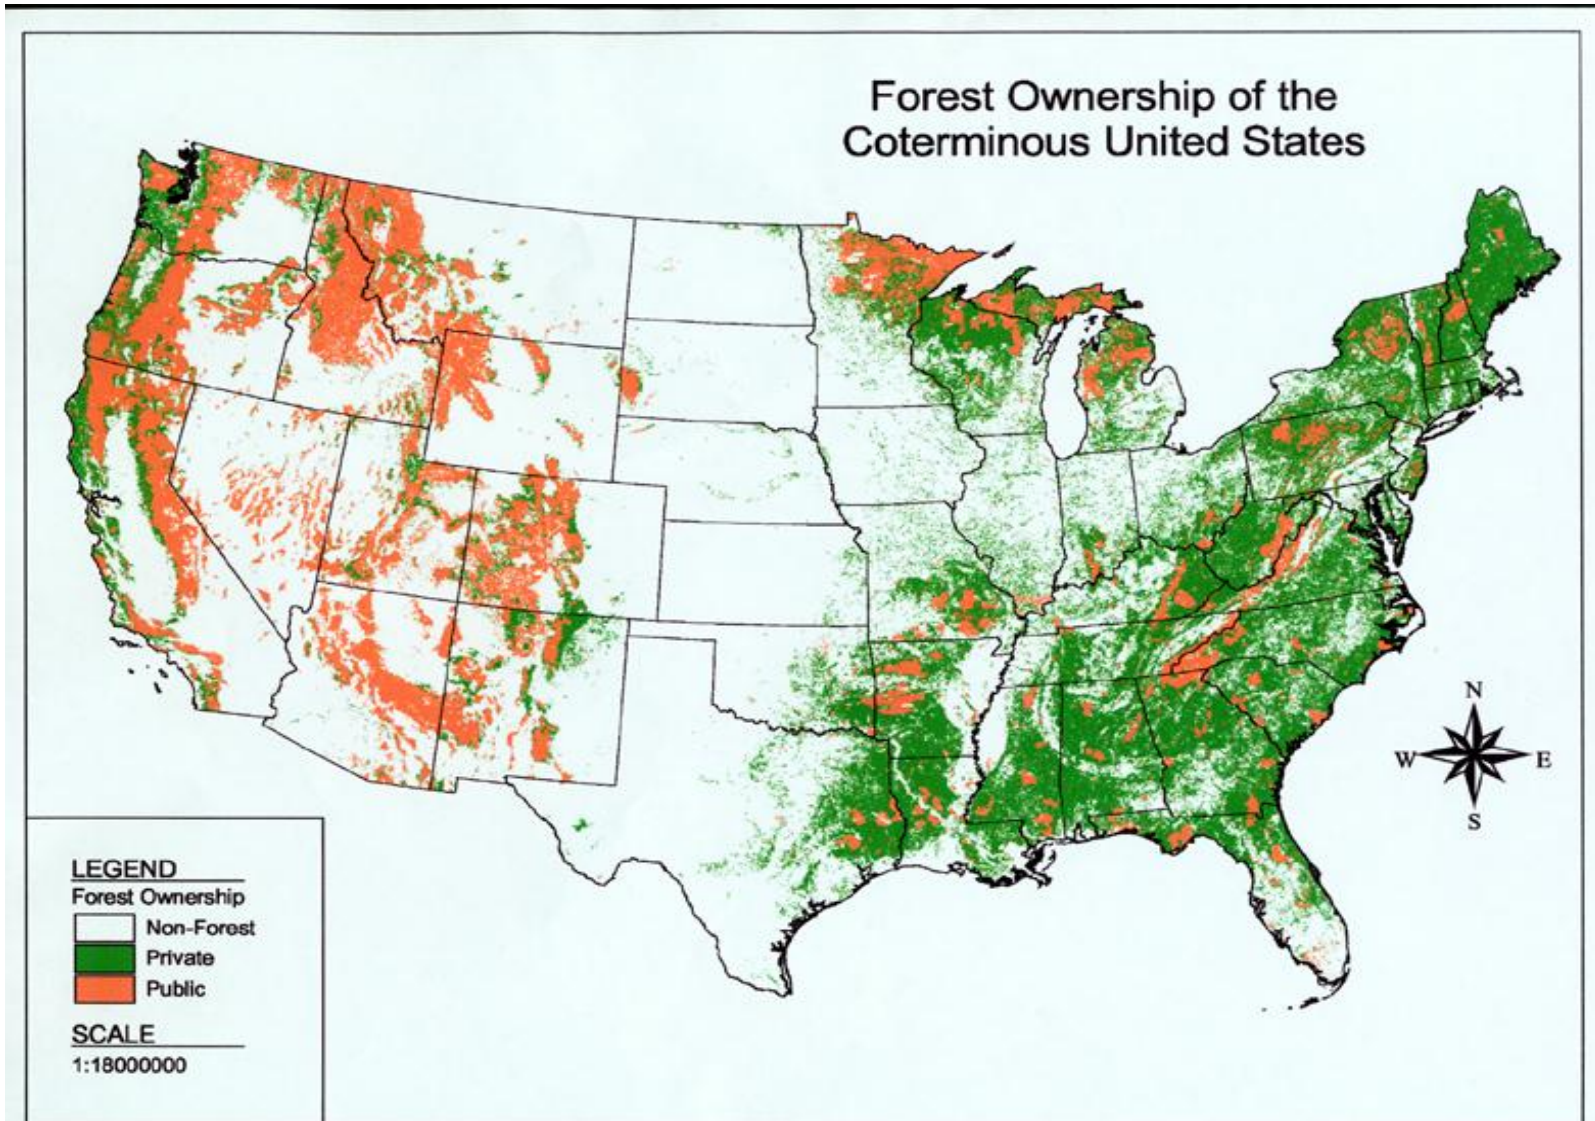 Forest Ownership of the
Coterminous United States
N
W
E
S
LEGEND
Forest Ownership
Non-Forest
Private
Public
SCALE
1:18000000